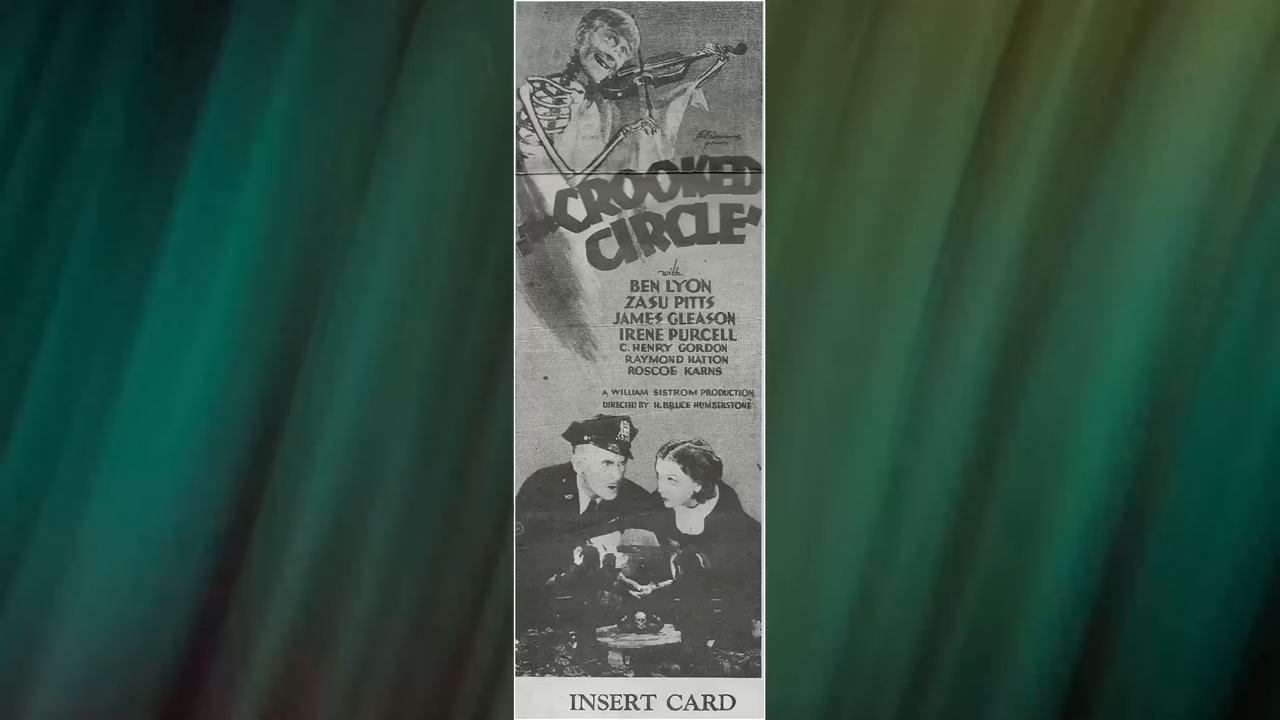 CROOKED
CIRCLE
with
BEN LYON
ZASU PITTS
JAMES GLEASON
IRENE PURCELL
C. HENRY GORDON
RAYMOND HATTON
ROSCOE KARNS
A WILLIAM SISTROM PRODUCTION
DIRECTED BY H. BRUCE HUMBERSTONE
INSERT CARD